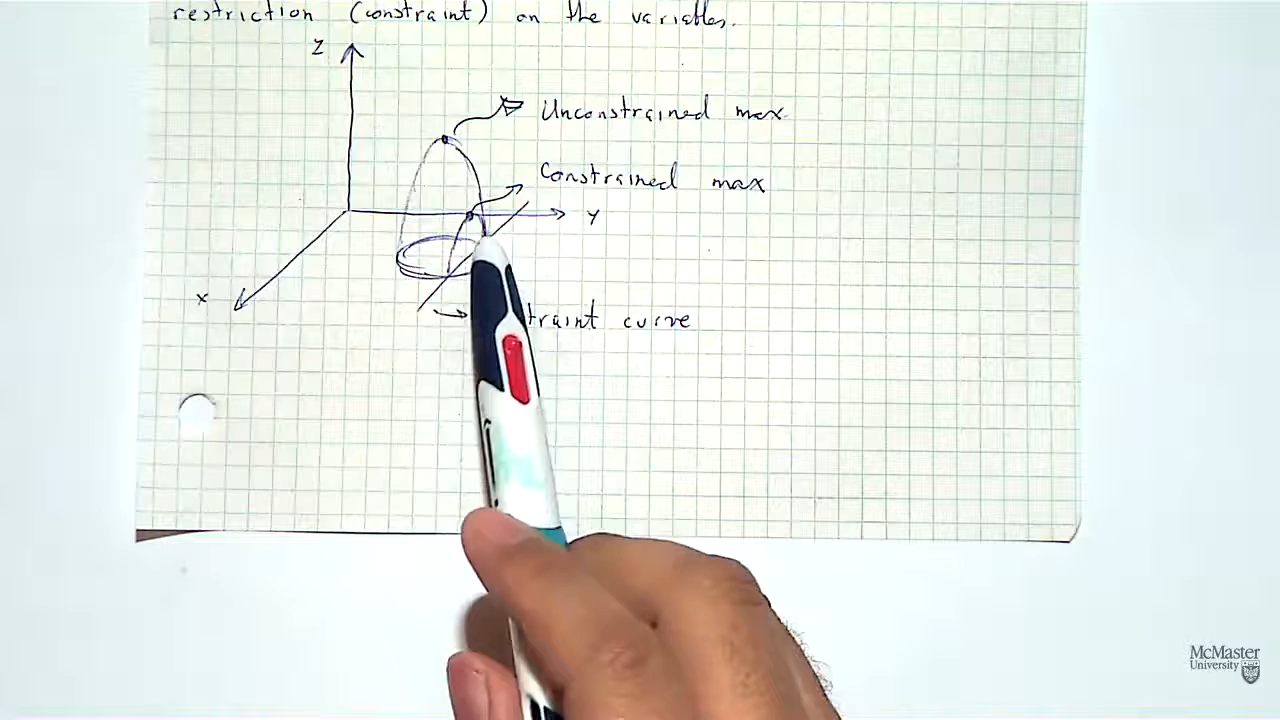 restriction (constraint) on the variables.
z
Unconstrained max.
Constrained max
y
x
traint curve
McMaster
University